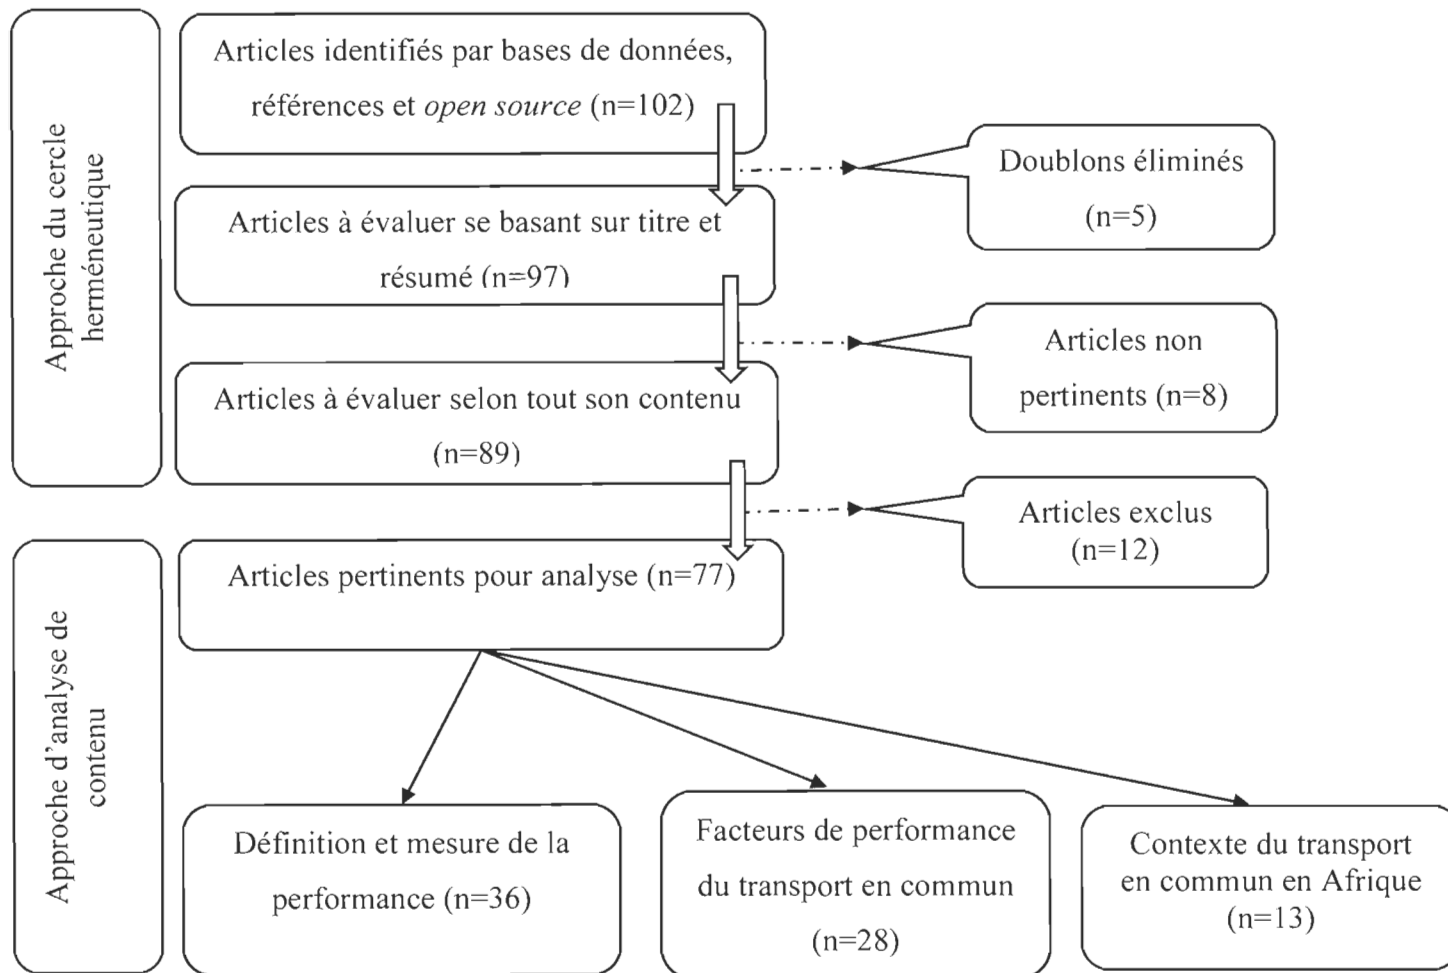 Approche du cercle
herméneutique
Articles identifiés par bases de données,
références et open source (n=102)
Doublons éliminés
(n=5)
Articles à évaluer se basant sur titre et
résumé (n=97)
Articles non
pertinents (n=8)
Articles à évaluer selon tout son contenu
(n=89)
Articles exclus
(n=12)
Approche d'analyse de
contenu
Articles pertinents pour analyse (n=77)
Définition et mesure de la
performance (n=36)
Facteurs de performance
du transport en commun
(n=28)
Contexte du transport
en commun en Afrique
(n=13)